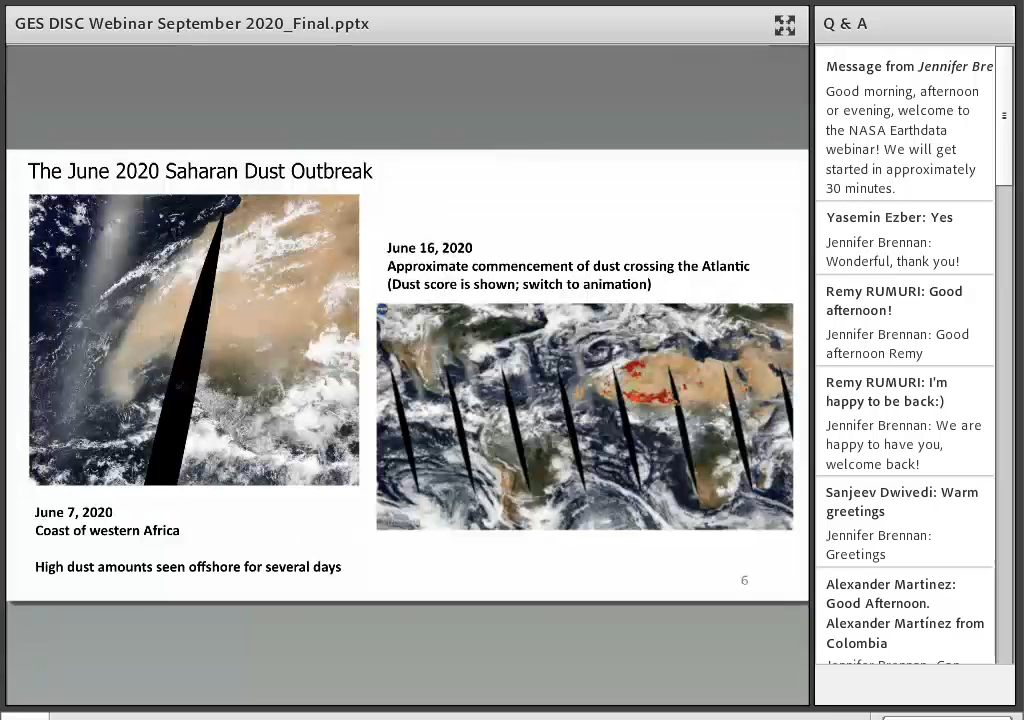 GES DISC Webinar September 2020_Final.pptx
The June 2020 Saharan Dust Outbreak
June 16, 2020
Approximate commencement of dust crossing the Atlantic
(Dust score is shown; switch to animation)
June 7, 2020
Coast of western Africa
High dust amounts seen offshore for several days
6
Q & A
Message from Jennifer Bre
Good morning, afternoon
or evening, welcome to
the NASA Earthdata
webinar! We will get
started in approximately
30 minutes.
Yasemin Ezber: Yes
Jennifer Brennan:
Wonderful, thank you!
Remy RUMURI: Good
afternoon!
Jennifer Brennan: Good
afternoon Remy
Remy RUMURI: I'm
happy to be back:)
Jennifer Brennan: We are
happy to have you,
welcome back!
Sanjeev Dwivedi: Warm
greetings
Jennifer Brennan:
Greetings
Alexander Martinez:
Good Afternoon.
Alexander Martínez from
Colombia